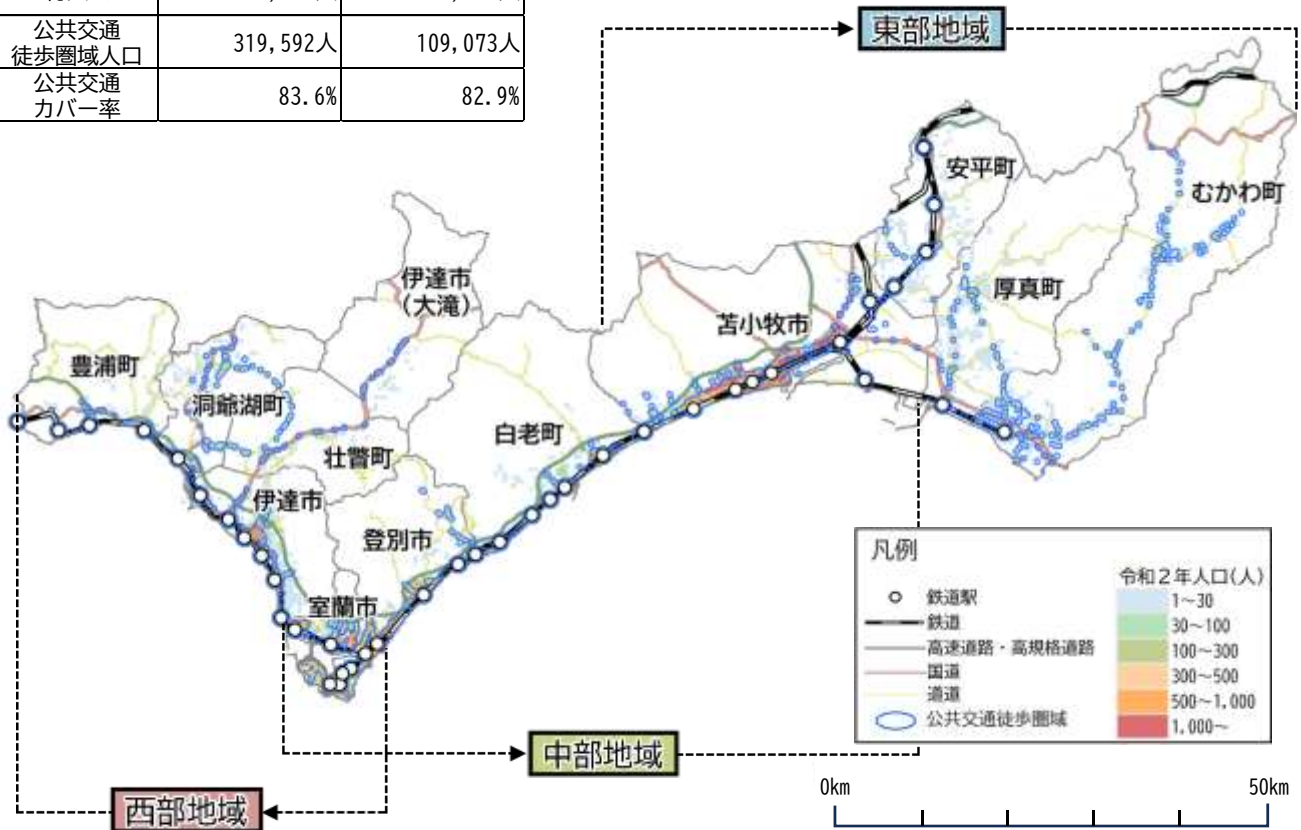 公共交通
徒歩圏域人口
319,592人
109,073人
公共交通
カバー率
83.6%
82.9%
東部地域
安平町
むかわ町
厚真町
苫小牧市
伊達市
(大滝)
豊浦町
洞爺湖町
壮瞥町
白老町
伊達市
登別市
室蘭市
中部地域
西部地域
凡例
鉄道駅
鉄道
高速道路・高規格道路
国道
道道
公共交通徒歩圏域
令和2年人口(人)
1～30
30～100
100～300
300～500
500～1,000
1,000～
0km
50km